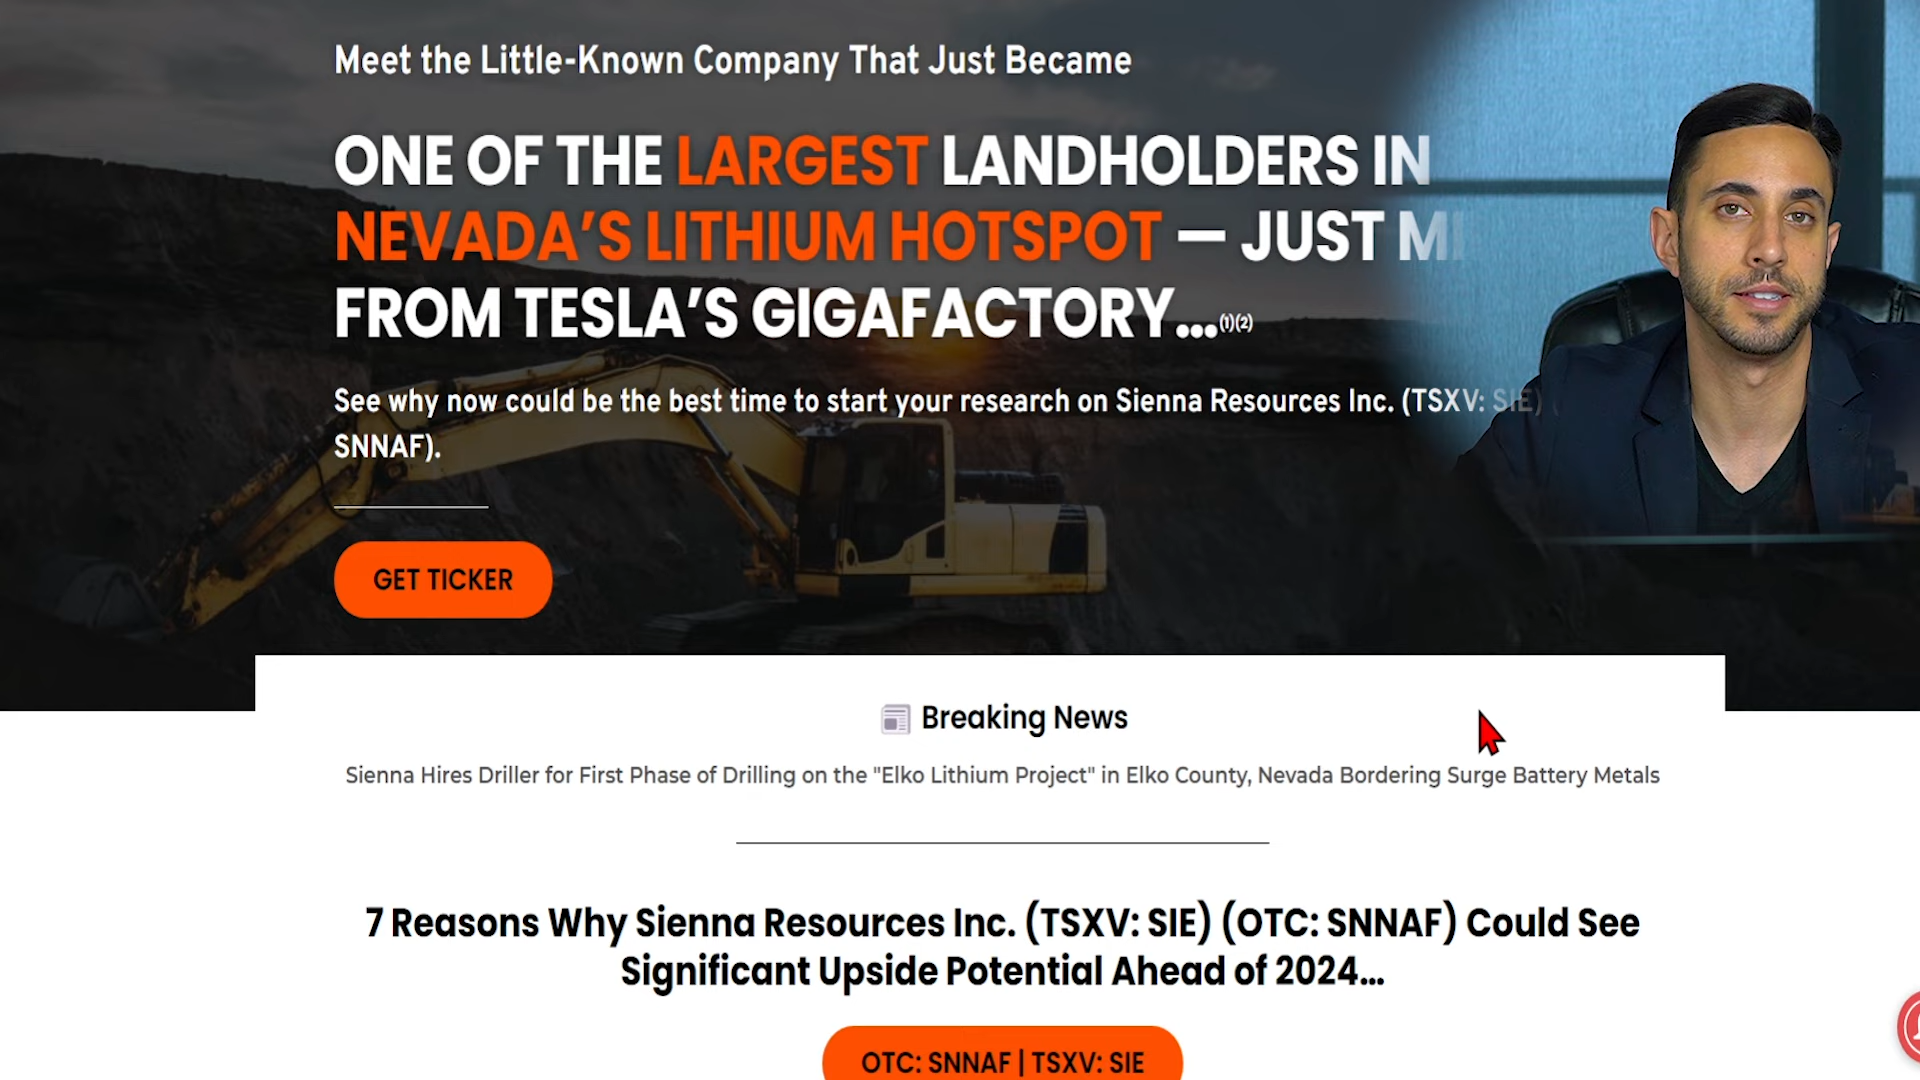 Meet the Little-Known Company That Just Became
ONE OF THE LARGEST LANDHOLDERS IN
NEVADA’S LITHIUM HOTSPOT — JUST
FROM TESLA’S GIGAFACTORY...(1)(2)
See why now could be the best time to start your research on Sienna Resources Inc. (TSXV: SIE)
SNNAF).
GET TICKER
Breaking News
Sienna Hires Driller for First Phase of Drilling on the "Elko Lithium Project" in Elko County, Nevada Bordering Surge Battery Metals
7 Reasons Why Sienna Resources Inc. (TSXV: SIE) (OTC: SNNAF) Could See
Significant Upside Potential Ahead of 2024...
OTC: SNNAF | TSXV: SIE